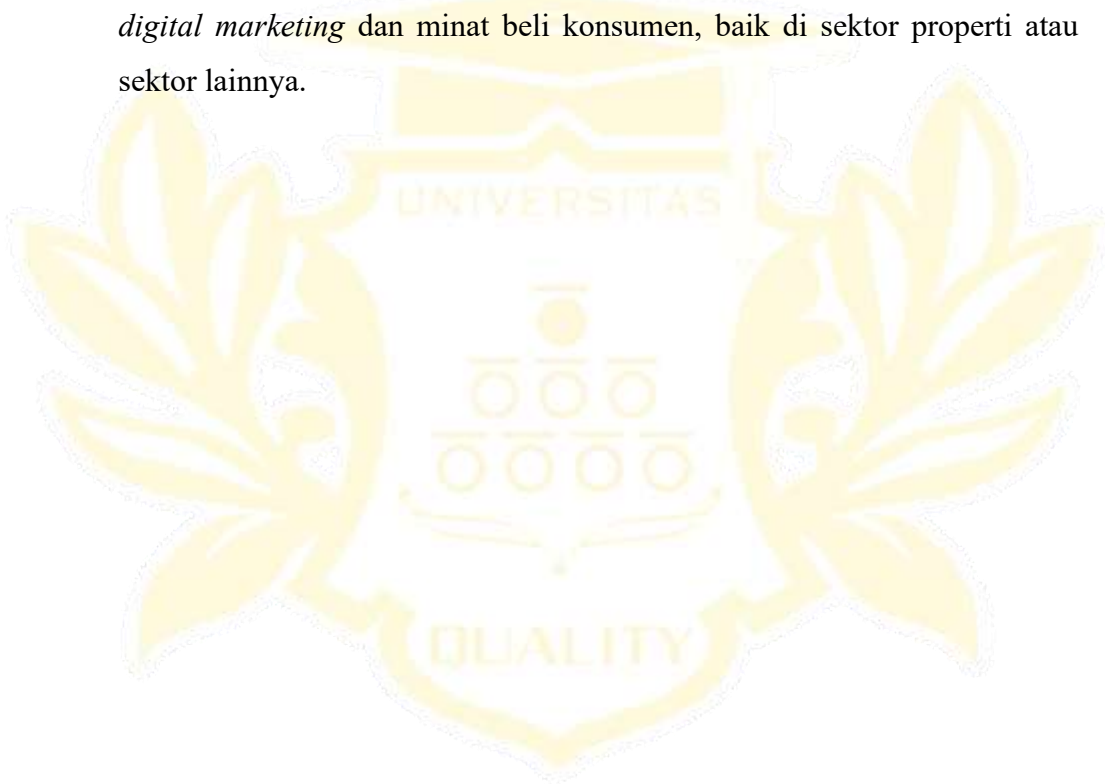 digital marketing dan minat beli konsumen, baik di sektor properti atau
sektor lainnya.
UNIVERSITAS
QUALITY